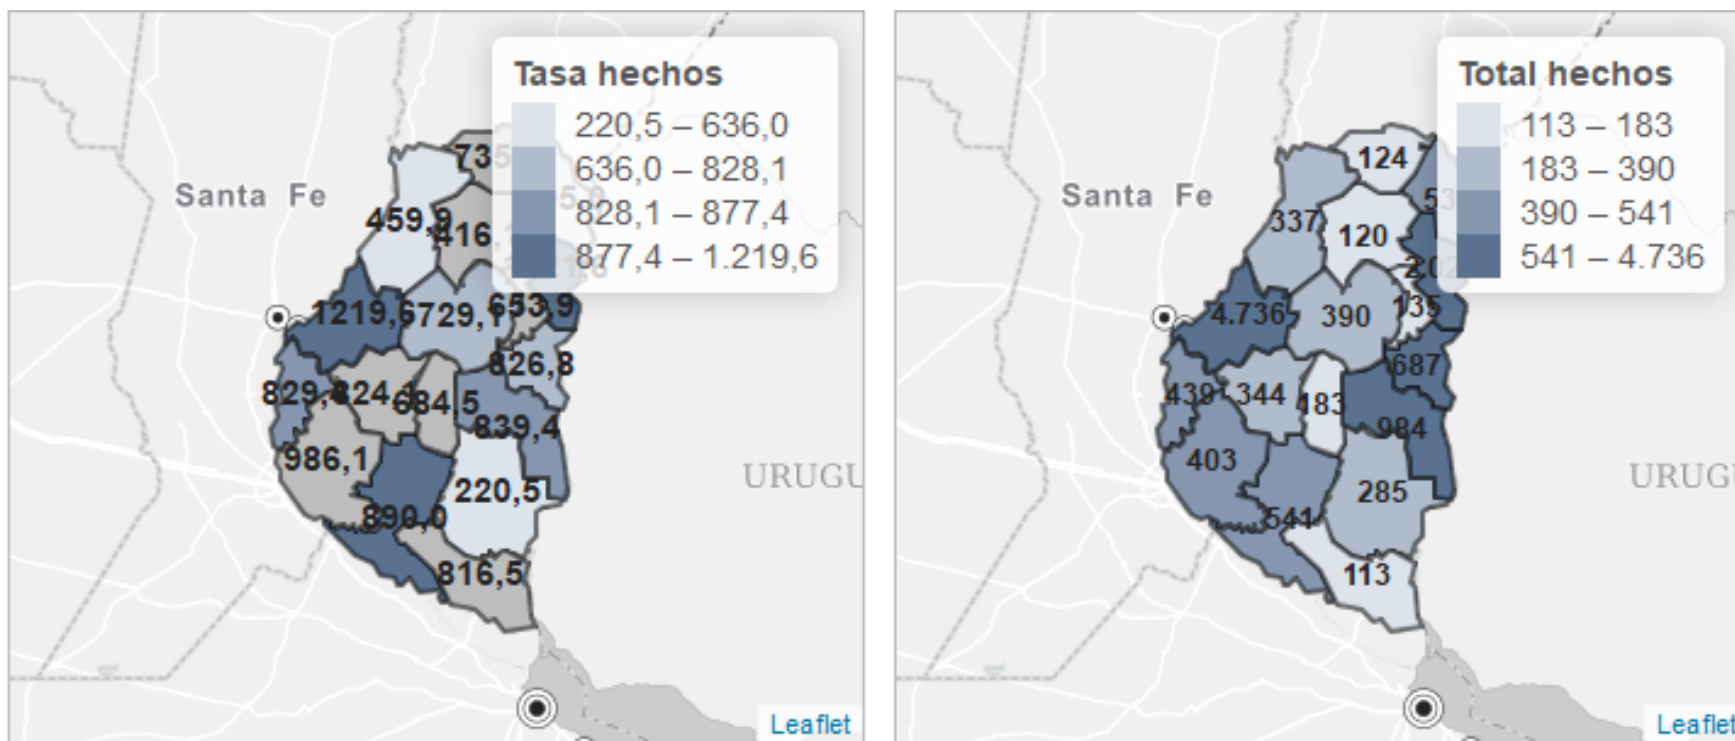 Tasa hechos
220,5 – 636,0
636,0 – 828,1
828,1 – 877,4
877,4 – 1.219,6
Santa Fe
459,9
416,
1219,6
729,1
653,9
826,8
829,4
824,1
684,5
839,4
986,1
220,5
890,0
816,5
URUGU
Leaflet
Total hechos
113 – 183
183 – 390
390 – 541
541 – 4.736
Santa Fe
124
337
120
4.736
390
135
687
439
344
183
984
403
285
541
113
URUGU
Leaflet